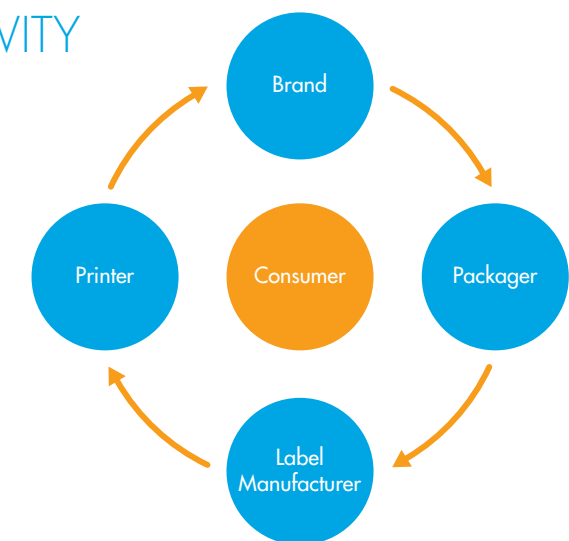 VITY
Brand
Printer
Consumer
Packager
Label
Manufacturer